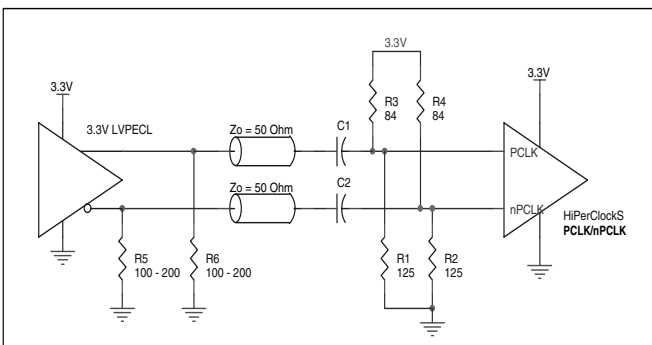 3.3V
3.3V
3.3V
3.3V LVPECL
R3
84
R4
84
Zo = 50 Ohm
C1
PCLK
Zo = 50 Ohm
C2
nPCLK
HiPerClockS
PCLK/nPCLK
R5
100 - 200
R6
100 - 200
R1
125
R2
125